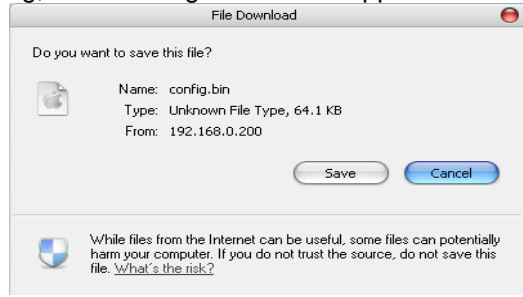 File Download
Do you want to save this file?
Name: config.bin
Type: Unknown File Type, 64.1 KB
From: 192.168.0.200
Save Cancel
While files from the Internet can be useful, some files can potentially
harm your computer. If you do not trust the source, do not save this
file. What's the risk?